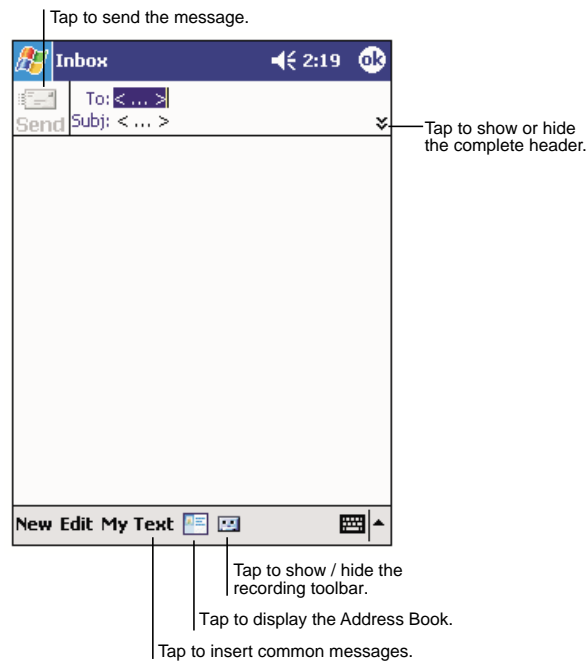 Tap to send the message.
Inbox 2:19 ok
To: < ... >
Send Subj: < ... >
Tap to show or hide
the complete header.
New Edit My Text
Tap to show / hide the
recording toolbar.
Tap to display the Address Book.
Tap to insert common messages.